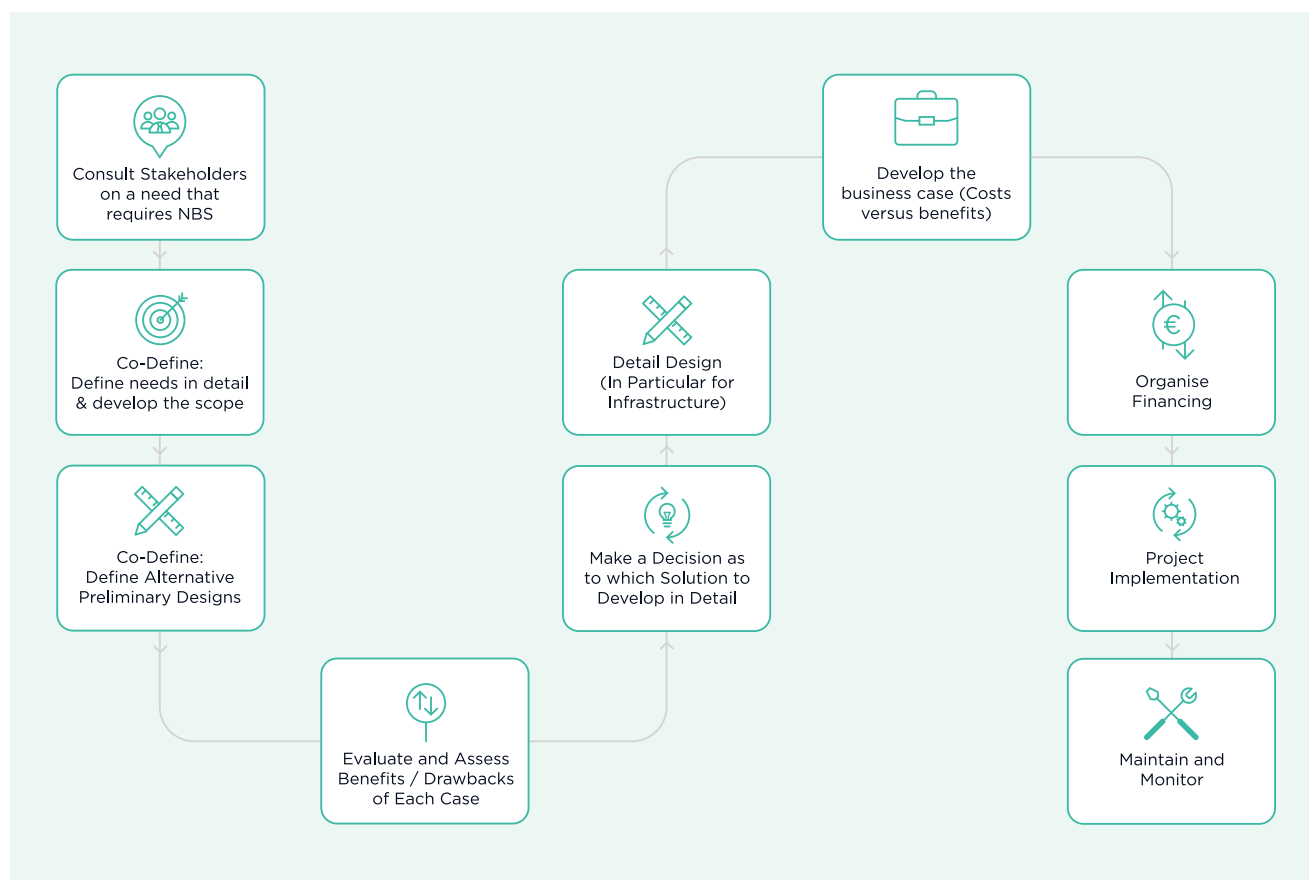 Consult Stakeholders
on a need that
requires NBS
Co-Define:
Define needs in detail
& develop the scope
Co-Define:
Define Alternative
Preliminary Designs
Evaluate and Assess
Benefits / Drawbacks
of Each Case
Make a Decision as
to which Solution to
Develop in Detail
Detail Design
(In Particular for
Infrastructure)
Develop the
business case (Costs
versus benefits)
€
Organise
Financing
Project
Implementation
Maintain and
Monitor